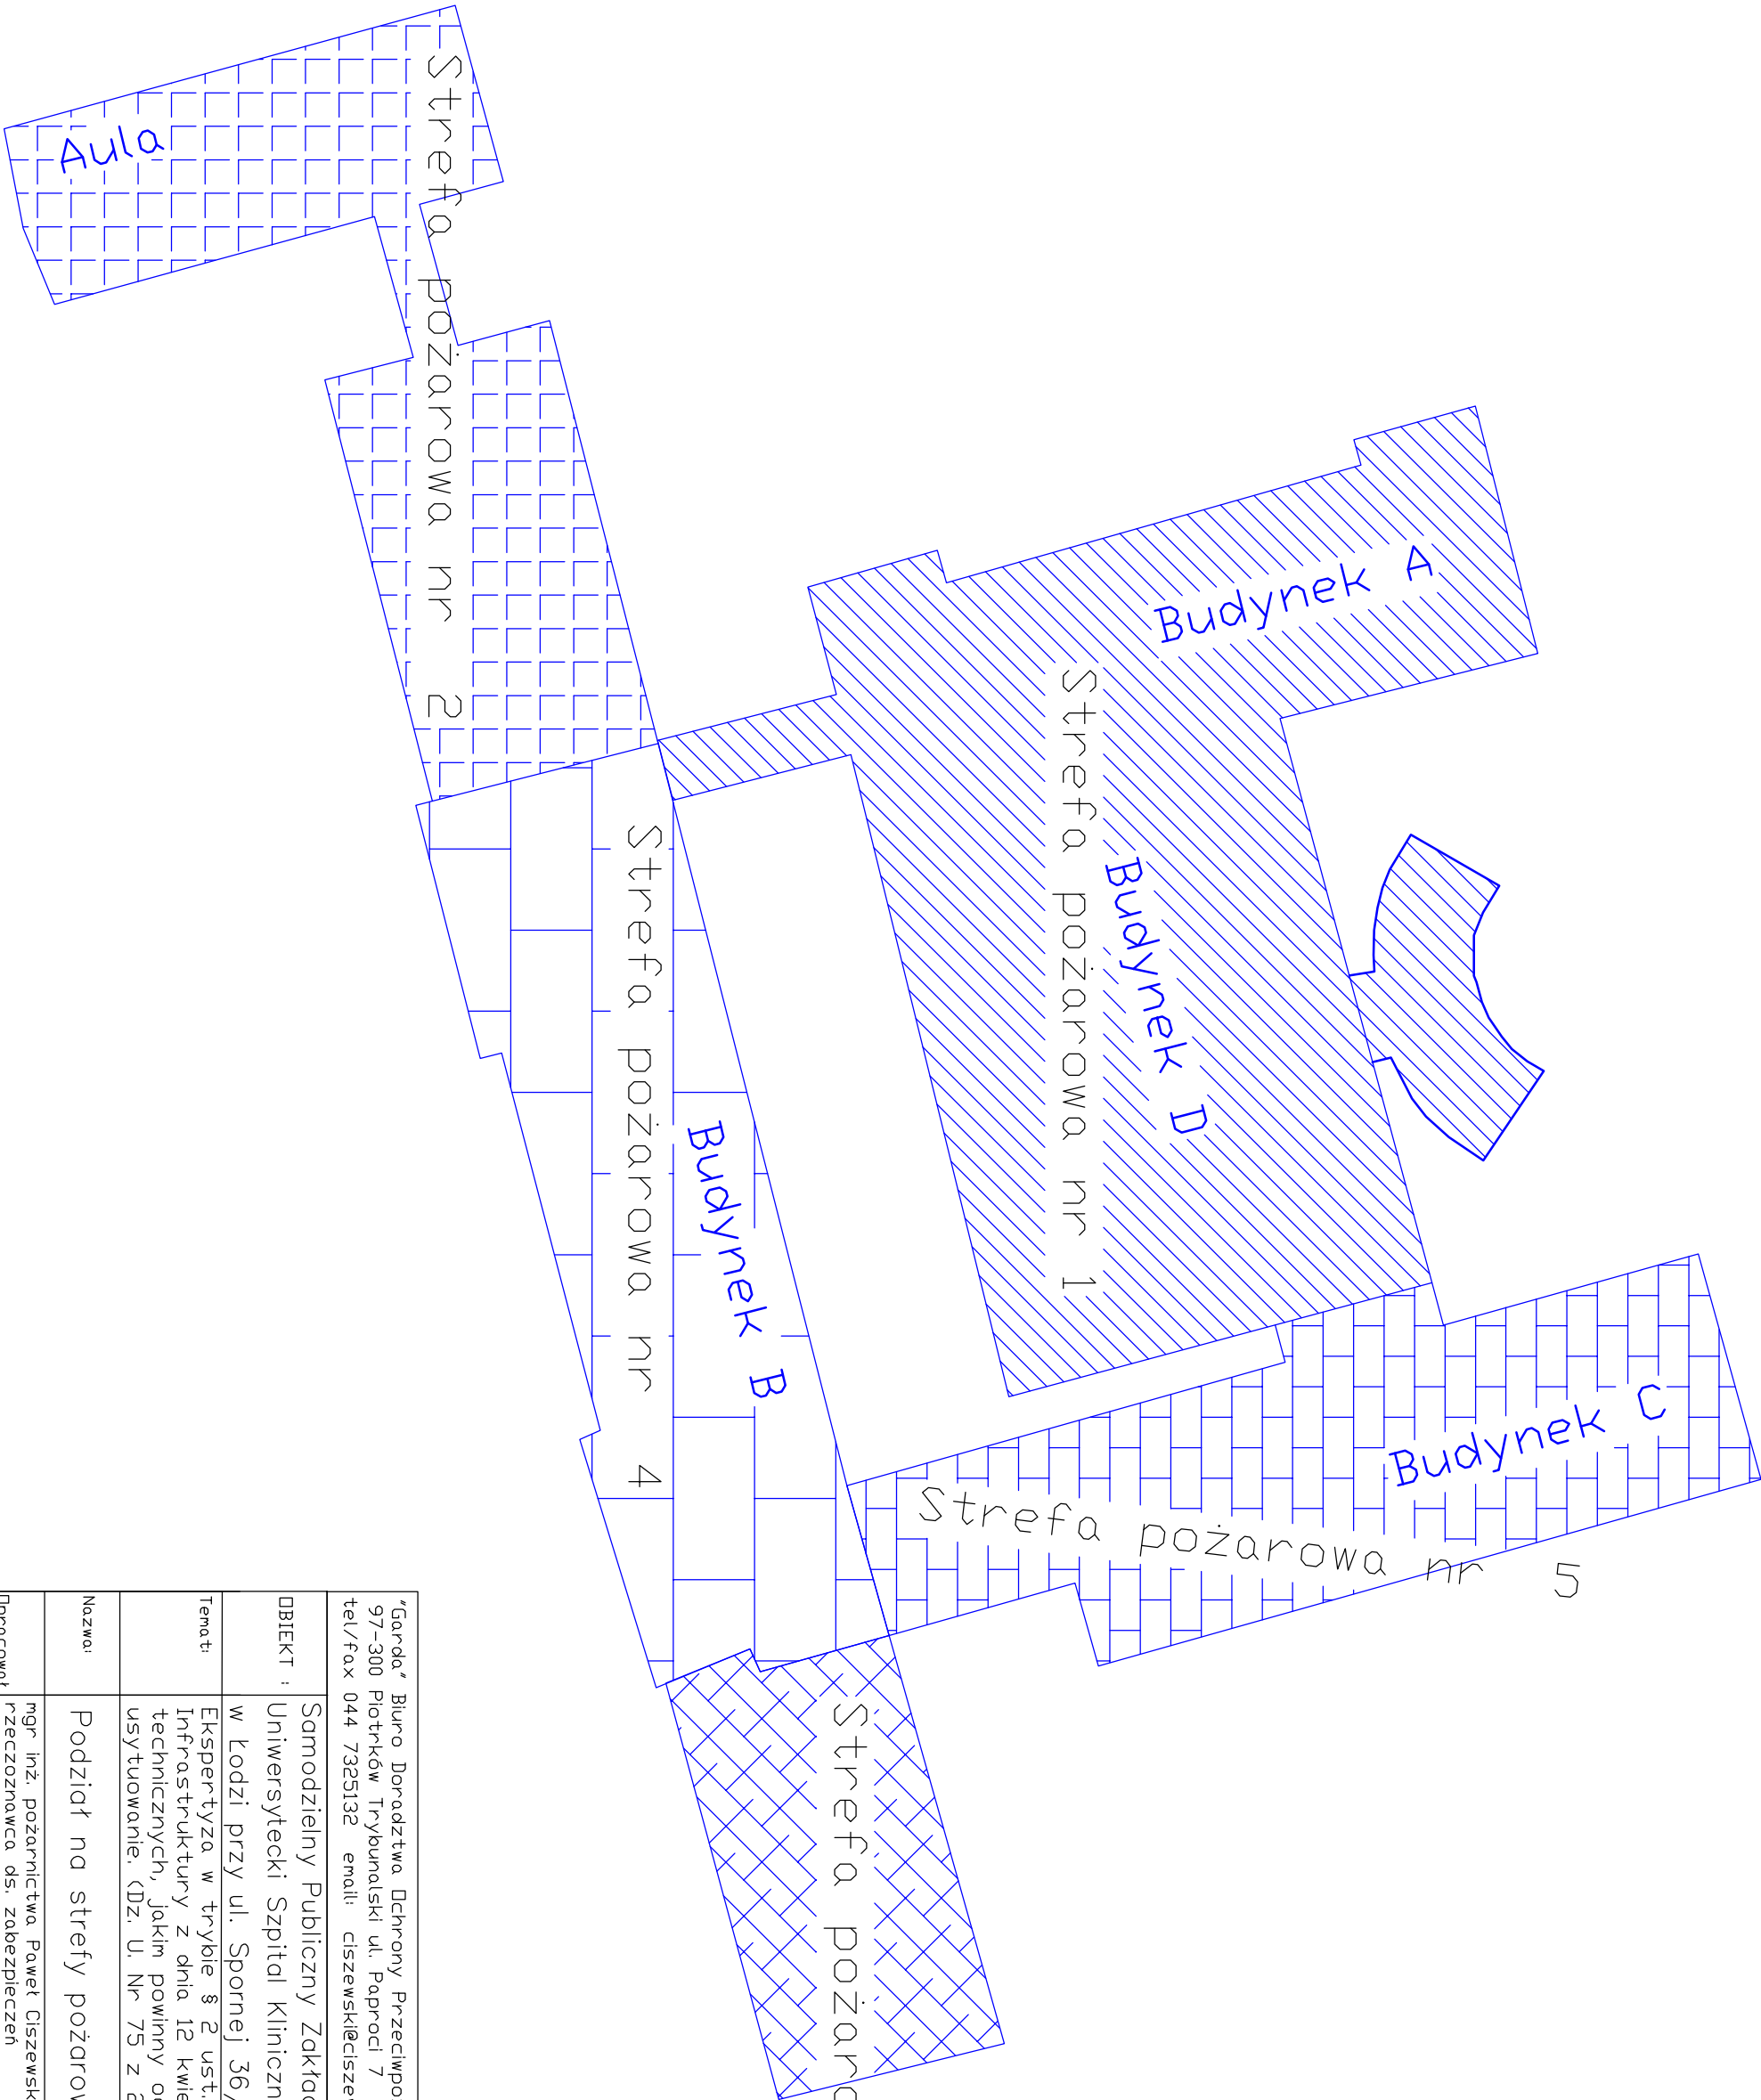 Aula
Strefa pożarowa nr 2
Budynek A
Strefa pożarowa nr 1
Budynek D
Strefa pożarowa nr 4
Budynek B
Budynek C
Strefa pożarowa nr 5
Strefa
"Garda" Biuro Doradztwa Ochrony
97-300 Piotrków Trybunalski ul. Paproci 7
tel/fax 044 7325132 email:
OBIEKT :
Samodzielny Publiczny
Uniwersytecki Szpital
w Łodzi przy ul. Spornej
Temat:
Ekspertyza w trybie § 2 ust.
Infrastruktury z dnia 12
technicznych, jakim powinny
usytuowanie. (Dz. U. Nr 75 z
Nazwa:
Podział na strefy
Opracował
mgr inż. pożarnictwa Paweł
rzeczoznawca ds. zabezpieczeń